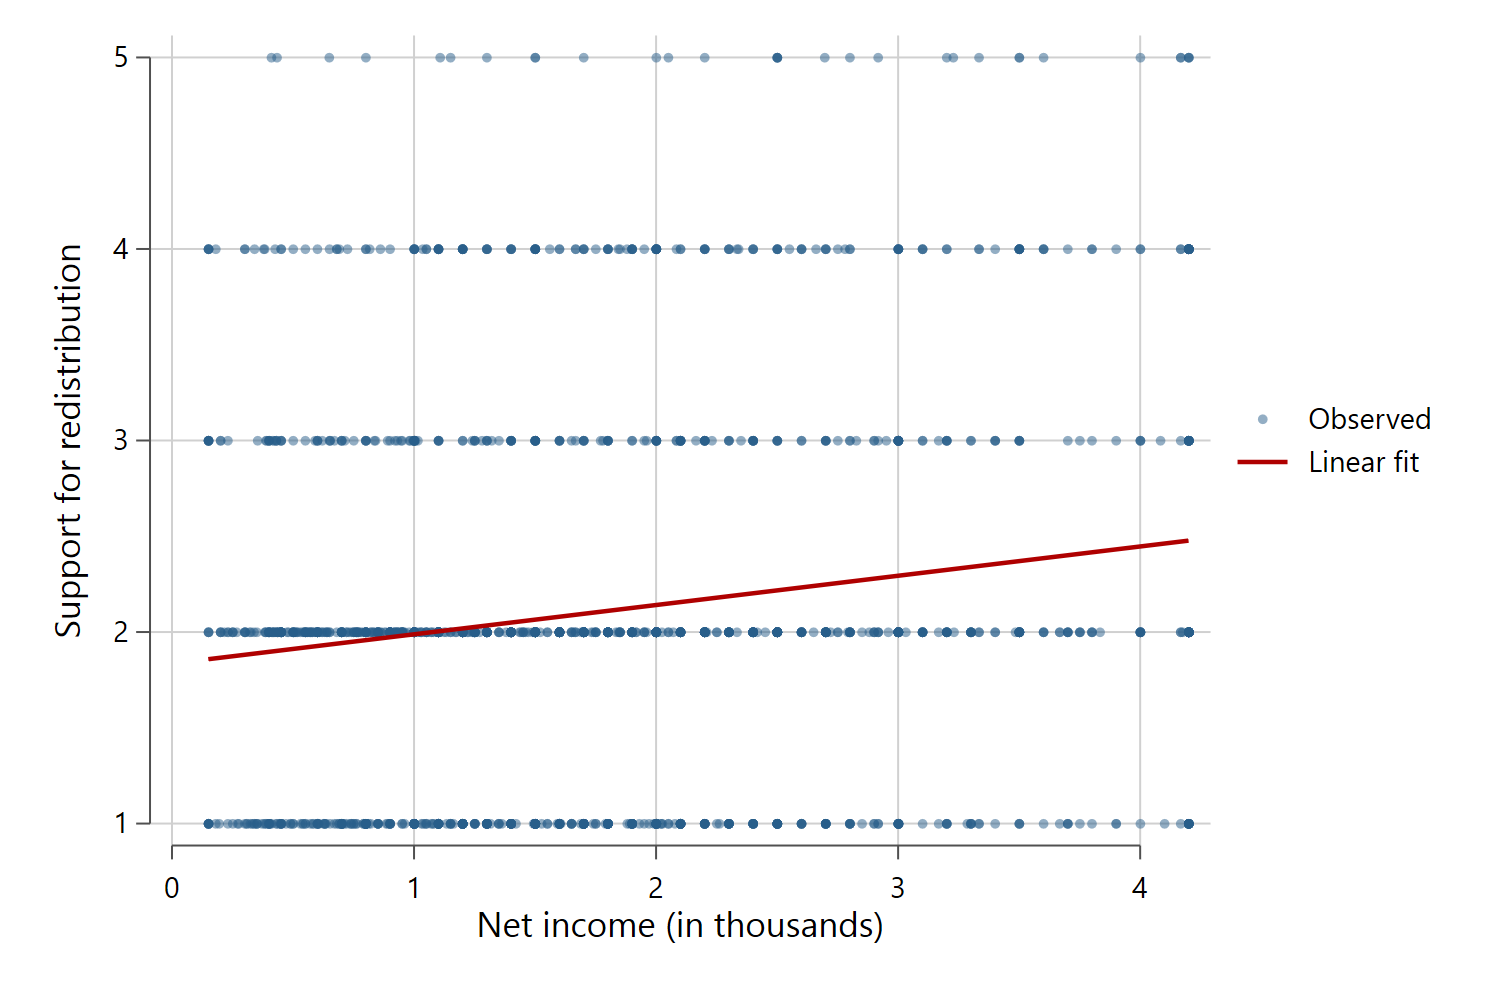 Support for redistribution
5
4
3
2
1
0 1 2 3 4
Net income (in thousands)
Observed
Linear fit